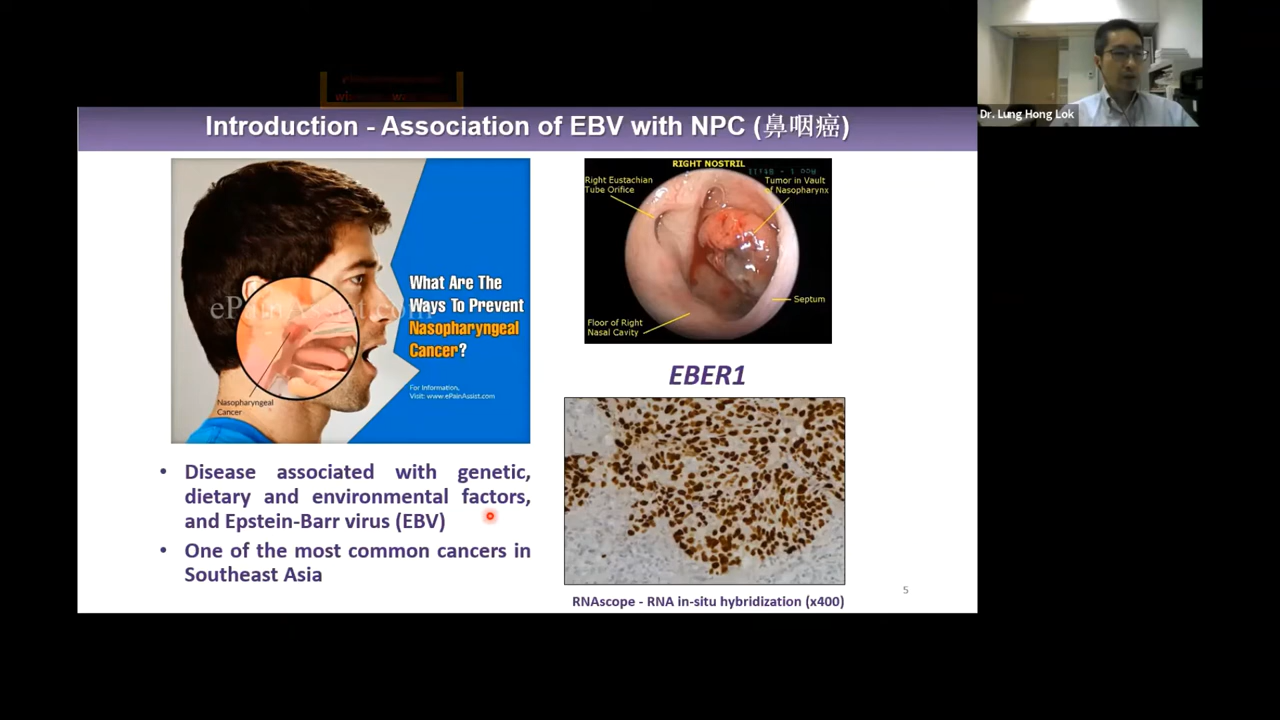 Introduction - Association of EBV with NPC (鼻咽癌)
What Are The
Ways To Prevent
Nasopharyngeal
Cancer?
For Information,
Visit: www.ePainAssist.com
ePainAssist.com
Nasopharyngeal
Cancer
• Disease associated with genetic,
dietary and environmental factors,
and Epstein-Barr virus (EBV)
• One of the most common cancers in
Southeast Asia
RIGHT NOSTRIL
Right Eustachian
Tube Orifice
Tumor in Vault
of Nasopharynx
Septum
Floor of Right
Nasal Cavity
EBER1
RNAscope - RNA in-situ hybridization (x400)
5
Dr. Lung Hong Lok